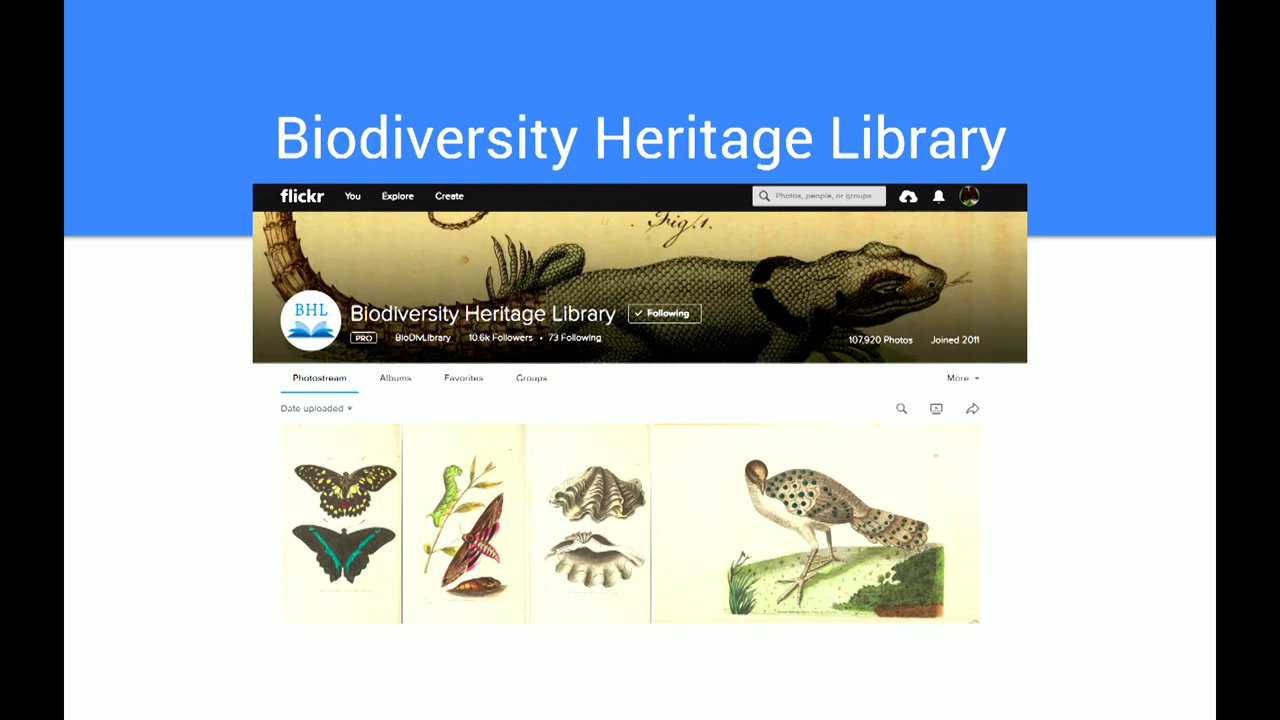 Biodiversity Heritage Library
flickr You Explore Create Photos, people, or groups
Fig. 1.
BHL
Biodiversity Heritage Library Following
PRO BioDivLibrary 10.6k Followers • 73 Following 107,920 Photos Joined 2011
Photostream Albums Favorites Groups More
Date uploaded